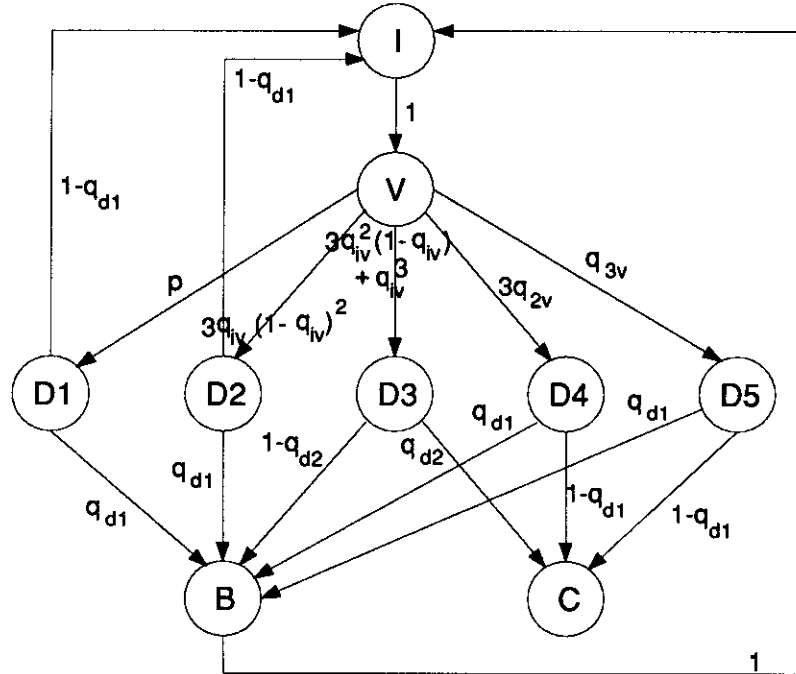 I
1-q_d1
1
1-q_d1
V
3q_iv^2(1-q_iv)
+ q_iv^3
q_3v
p
3q_2v
3q_iv(1-q_iv)^2
D1
D2
D3
D4
D5
q_d1
q_d1
1-q_d2
q_d2
q_d1
q_d1
1-q_d1
1-q_d1
B
C
1